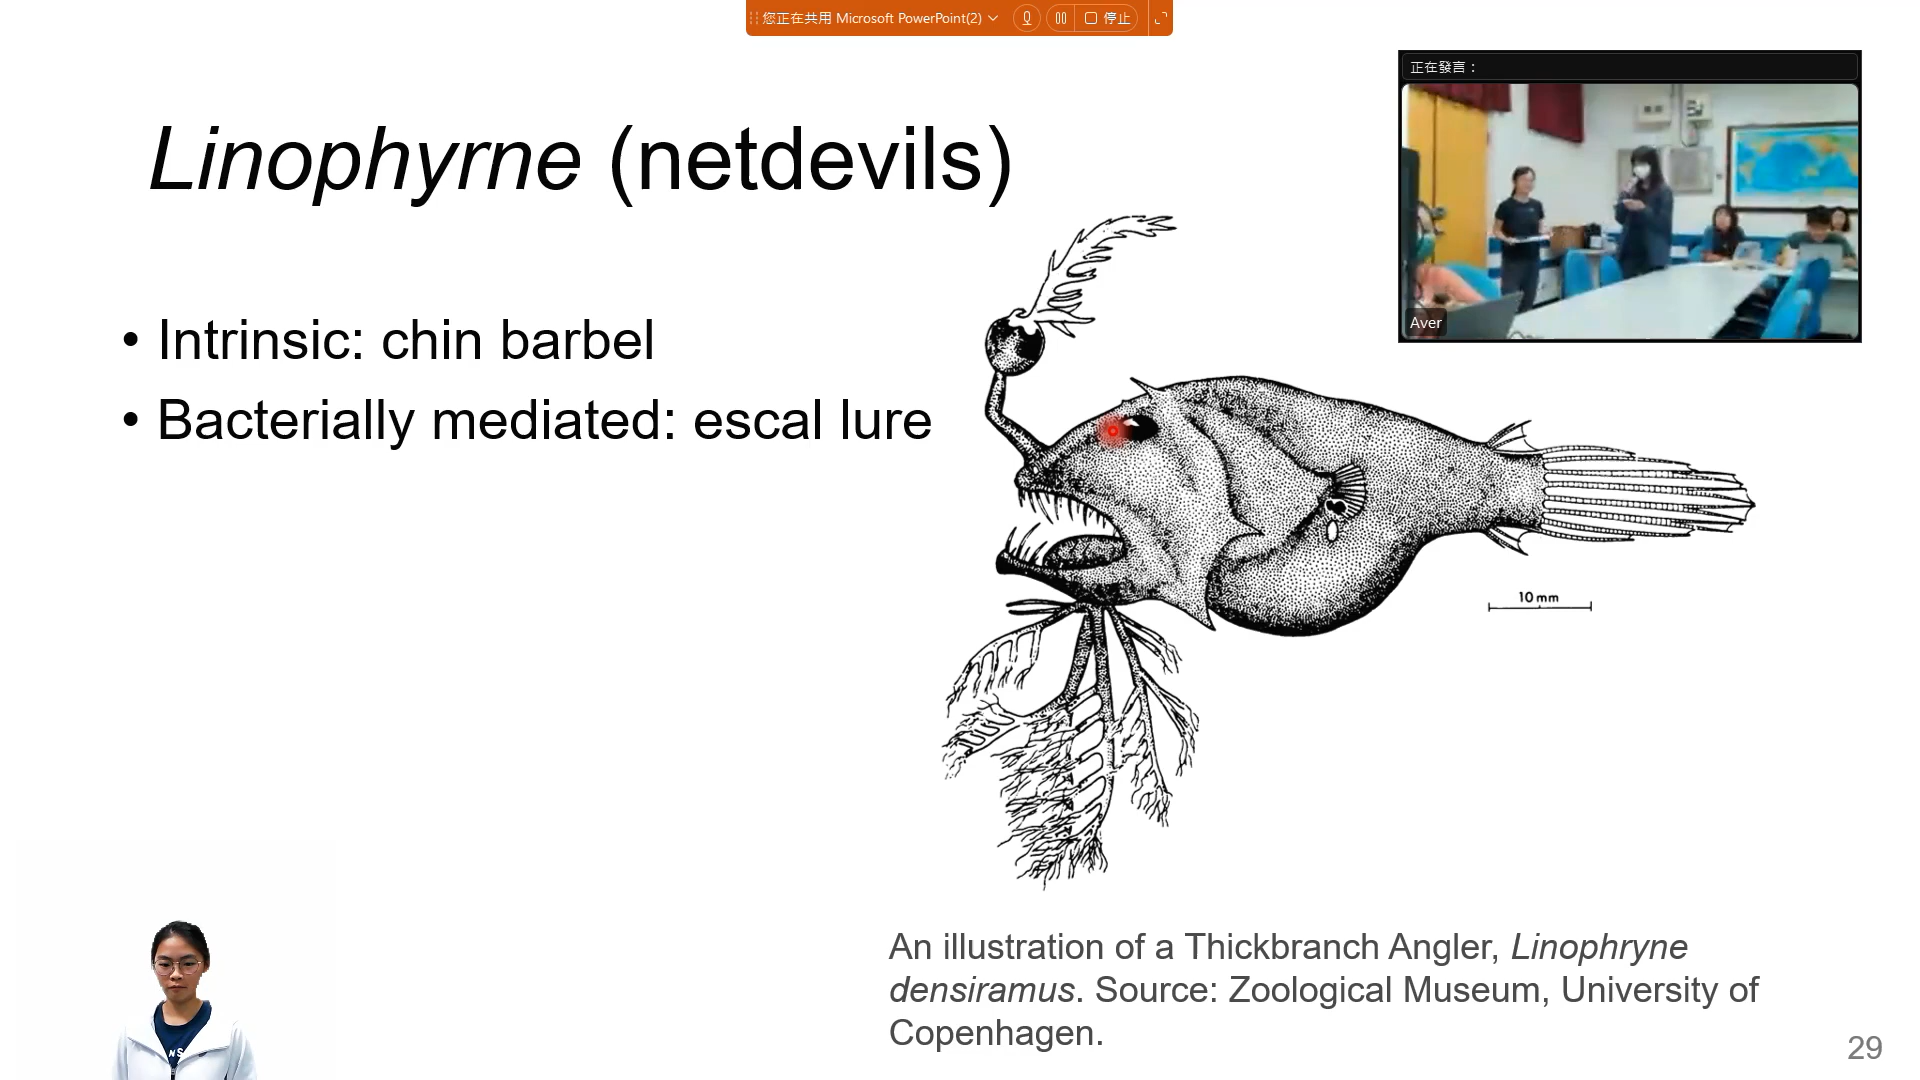 您正在共用 Microsoft PowerPoint(2)
停止
正在發言：
Aver
Linophyrne (netdevils)
• Intrinsic: chin barbel
• Bacterially mediated: escal lure
10 mm
An illustration of a Thickbranch Angler, Linophryne
densiramus. Source: Zoological Museum, University of
Copenhagen.
29